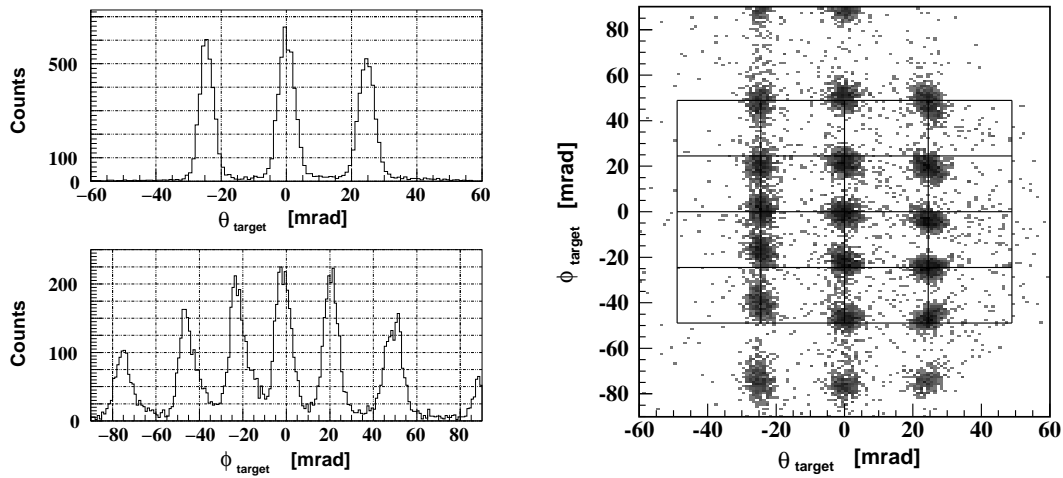 Counts
500
100
0
−60 −40 −20 0 20 40 60
θ target [mrad]
Counts
200
100
0
−80 −60 −40 −20 0 20 40 60 80
ϕ target [mrad]
ϕ target [mrad]
80
60
40
20
0
-20
-40
-60
-80
-60 -40 -20 0 20 40 60
θ target [mrad]